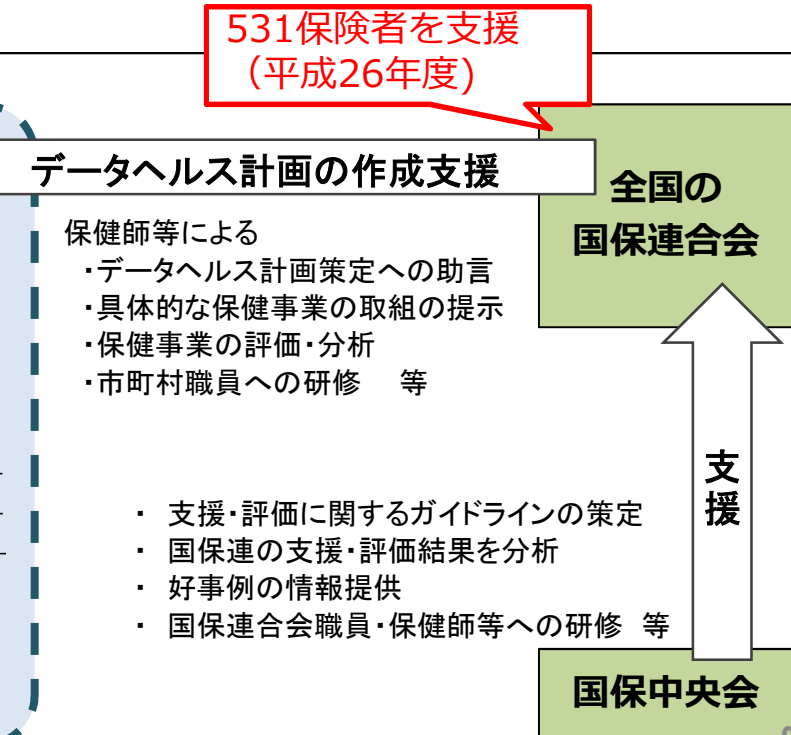 531保険者を支援
（平成26年度)
データヘルス計画の作成支援
全国の
国保連合会
保健師等による
・データヘルス計画策定への助言
・具体的な保健事業の取組の提示
・保健事業の評価・分析
・市町村職員への研修　等
支援
・ 支援・評価に関するガイドラインの策定
・ 国保連の支援・評価結果を分析
・ 好事例の情報提供
・ 国保連合会職員・保健師等への研修 等
国保中央会